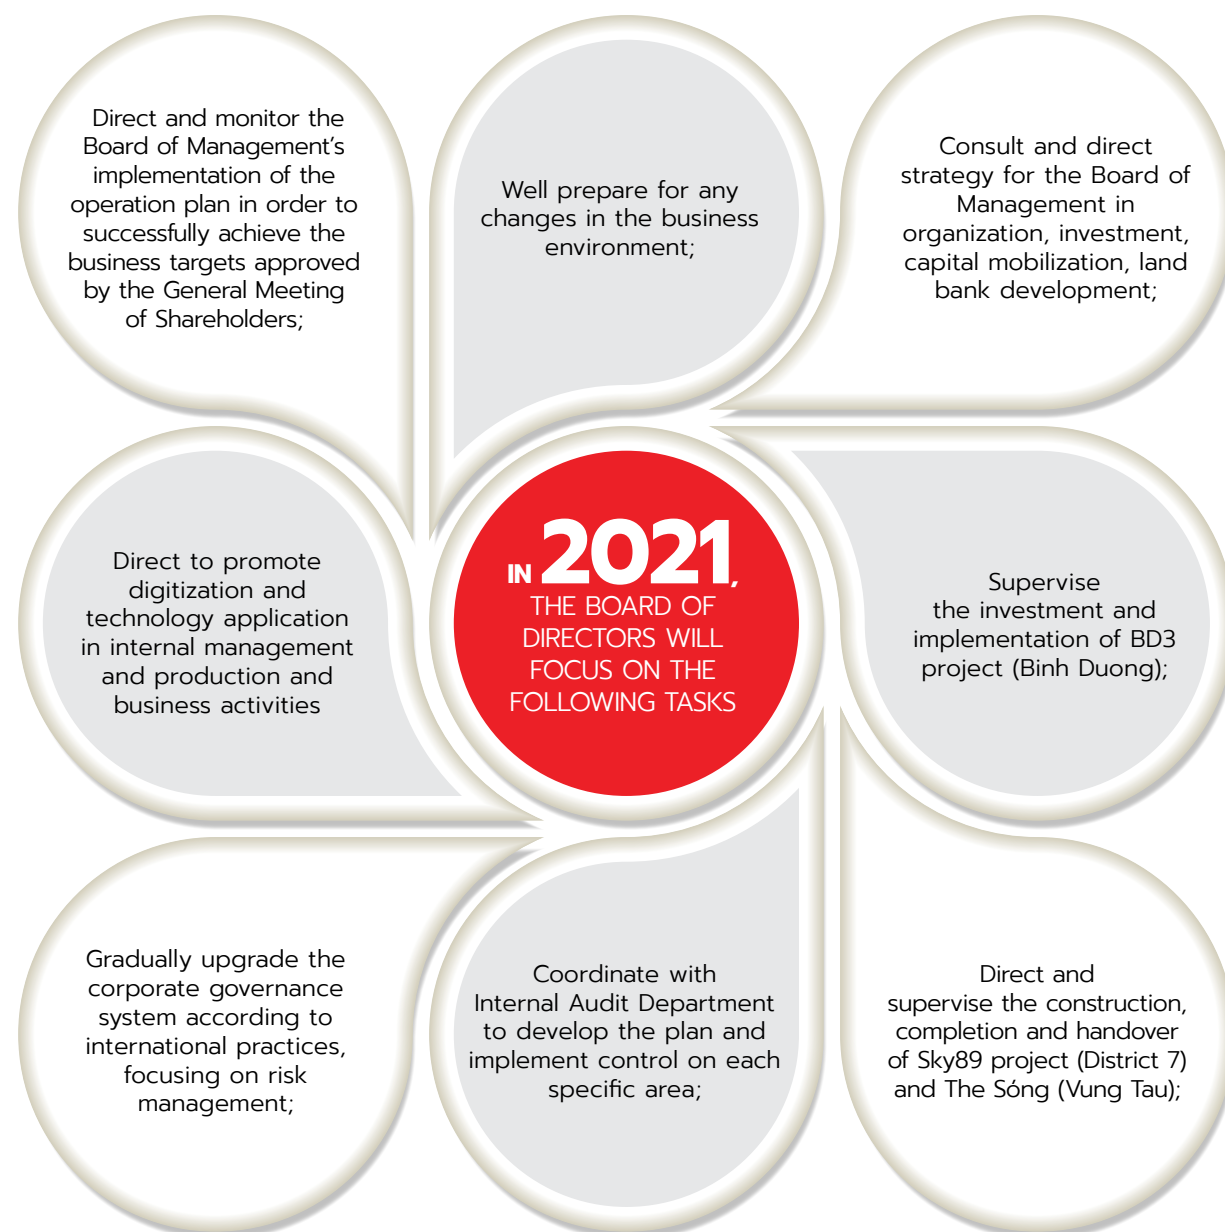 Direct and monitor the
Board of Management's
implementation of the
operation plan in order to
successfully achieve the
business targets approved
by the General Meeting
of Shareholders;
Well prepare for any
changes in the business
environment;
Consult and direct
strategy for the Board of
Management in
organization, investment,
capital mobilization, land
bank development;
Direct to promote
digitization and
technology application
in internal management
and production and
business activities
IN 2021,
THE BOARD OF
DIRECTORS WILL
FOCUS ON THE
FOLLOWING TASKS
Supervise
the investment and
implementation of BD3
project (Binh Duong);
Gradually upgrade the
corporate governance
system according to
international practices,
focusing on risk
management;
Coordinate with
Internal Audit Department
to develop the plan and
implement control on each
specific area;
Direct and
supervise the construction,
completion and handover
of Sky89 project (District 7)
and The Sóng (Vung Tau);